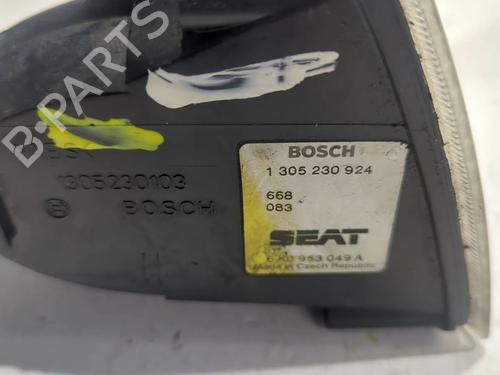 B-PARTS
1305230103
BOSCH
BOSCH
1 305 230 924
668
083
SEAT
6K0 953 049 A
Made in Czech Republic